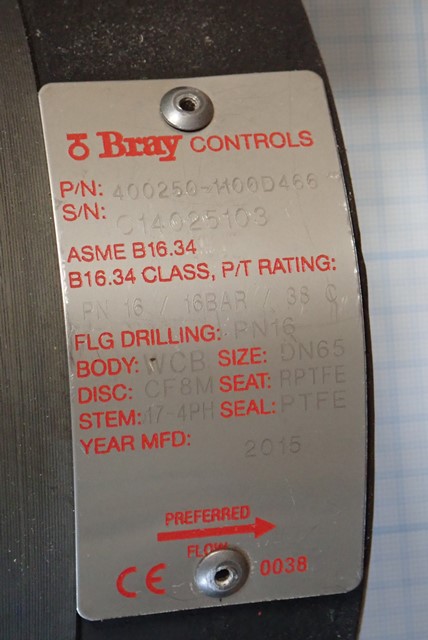 Bray CONTROLS
P/N: 400250-1100D466
S/N: C14025103
ASME B16.34
B16.34 CLASS, P/T RATING:
PN 16 / 16BAR / 38 C
FLG DRILLING: PN16
BODY: WCB SIZE: DN65
DISC: CF8M SEAT: RPTFE
STEM: 17-4PH SEAL: PTFE
YEAR MFD: 2015
PREFERRED
FLOW
CE 0038